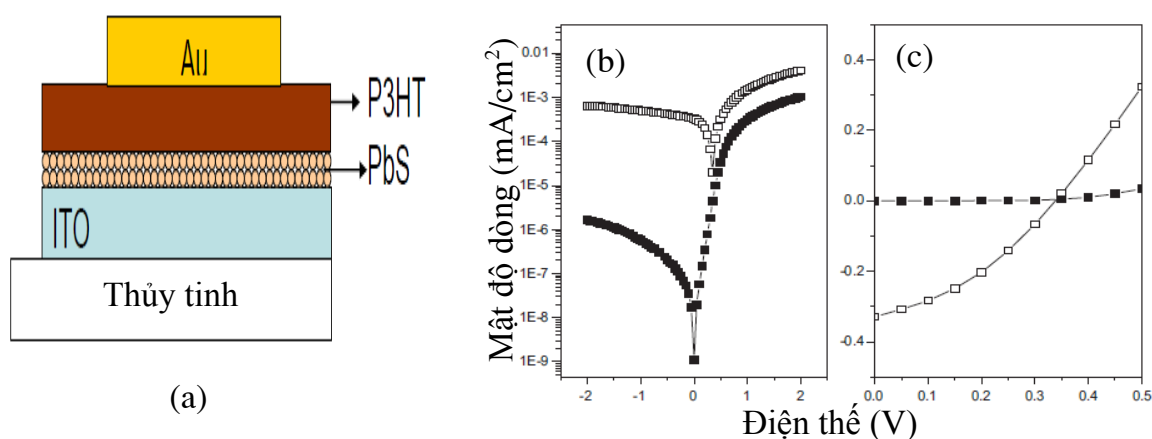 Au
P3HT
PbS
ITO
Thủy tinh
(a)
Mật độ dòng (mA/cm²)
0.01
1E-3
1E-4
1E-5
1E-6
1E-7
1E-8
1E-9
-2
-1
0
1
2
(b)
0.4
0.2
0.0
-0.2
-0.4
0.0
0.1
0.2
0.3
0.4
0.5
(c)
Điện thế (V)